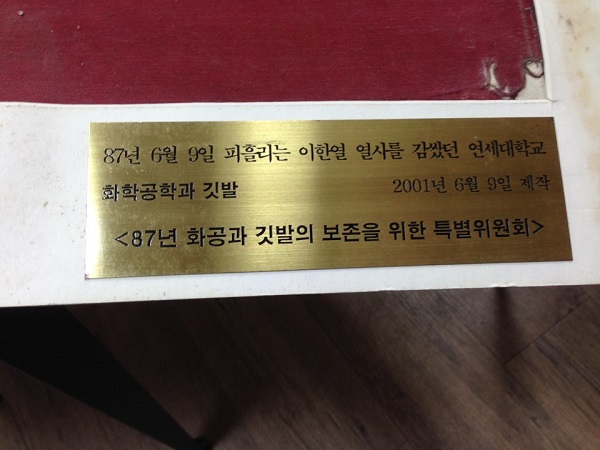 87년 6월 9일 피흘리는 이한열 열사를 감쌌던 연세대학교
화학공학과 깃발 2001년 6월 9일 제작
<87년 화공과 깃발의 보존을 위한 특별위원회>